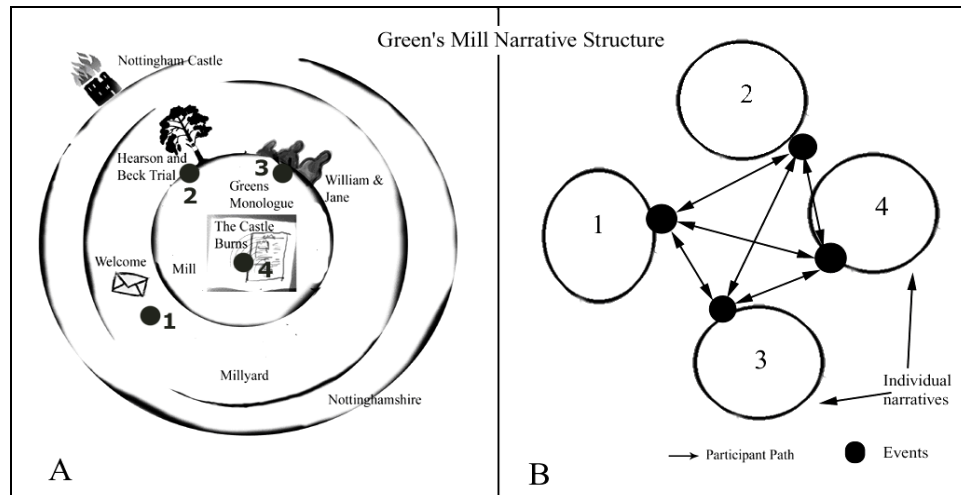 Green's Mill Narrative Structure
Nottingham Castle
Hearson and
Beck Trial
2
3
Greens
Monologue
William &
Jane
The Castle
Burns
4
Welcome
Mill
1
Millyard
Nottinghamshire
A
2
1
4
3
Individual
narratives
Participant Path
Events
B